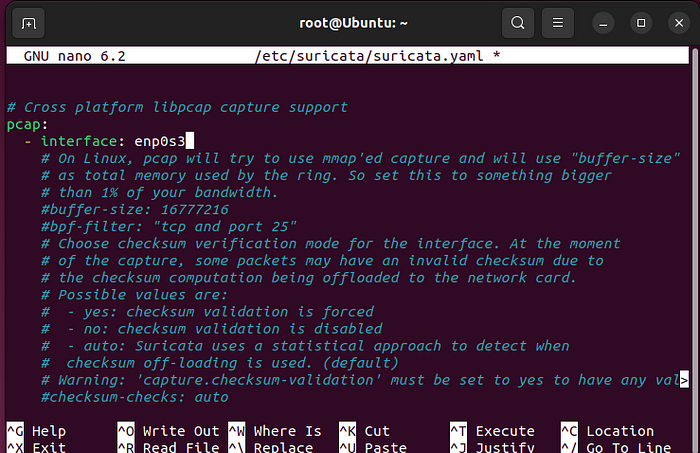 root@Ubuntu: ~
GNU nano 6.2 /etc/suricata/suricata.yaml *
# Cross platform libpcap capture support
pcap:
  - interface: enp0s3
    # On Linux, pcap will try to use mmap'ed capture and will use "buffer-size"
    # as total memory used by the ring. So set this to something bigger
    # than 1% of your bandwidth.
    #buffer-size: 16777216
    #bpf-filter: "tcp and port 25"
    # Choose checksum verification mode for the interface. At the moment
    # of the capture, some packets may have an invalid checksum due to
    # the checksum computation being offloaded to the network card.
    # Possible values are:
    #  - yes: checksum validation is forced
    #  - no: checksum validation is disabled
    #  - auto: Suricata uses a statistical approach to detect when
    #  checksum off-loading is used. (default)
    # Warning: 'capture.checksum-validation' must be set to yes to have any val>
    #checksum-checks: auto
^G Help ^O Write Out ^W Where Is ^K Cut ^T Execute ^C Location
^X Exit ^R Read File ^\ Replace ^U Paste ^J Justify ^/ Go To Line